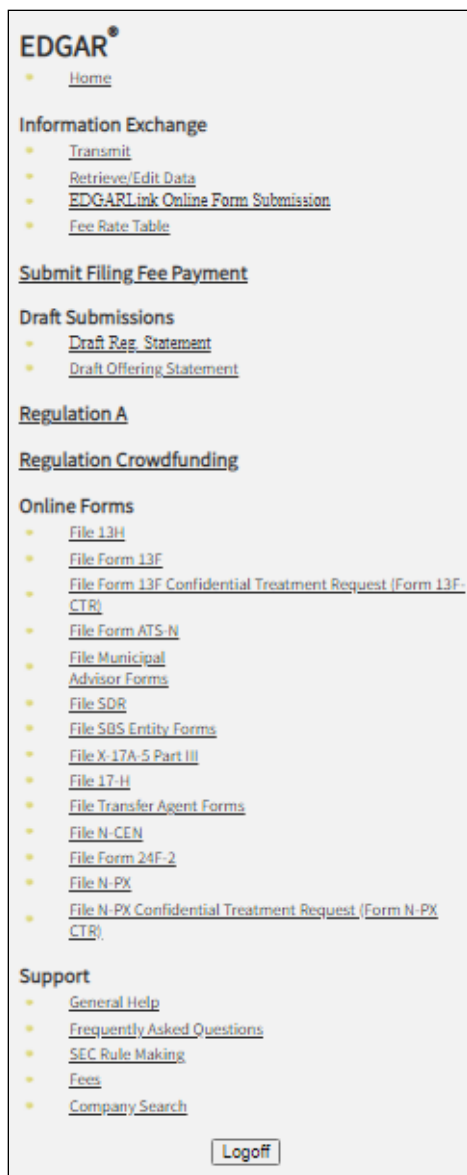 EDGAR®
Home
Information Exchange
Transmit
Retrieve/Edit Data
EDGARLink Online Form Submission
Fee Rate Table
Submit Filing Fee Payment
Draft Submissions
Draft Reg. Statement
Draft Offering Statement
Regulation A
Regulation Crowdfunding
Online Forms
File 13H
File Form 13F
File Form 13F Confidential Treatment Request (Form 13F-
CTR)
File Form ATS-N
File Municipal
Advisor Forms
File SDR
File SBS Entity Forms
File X-17A-5 Part III
File 17-H
File Transfer Agent Forms
File N-CEN
File Form 24F-2
File N-PX
File N-PX Confidential Treatment Request (Form N-PX
CTR)
Support
General Help
Frequently Asked Questions
SEC Rule Making
Fees
Company Search
Logoff